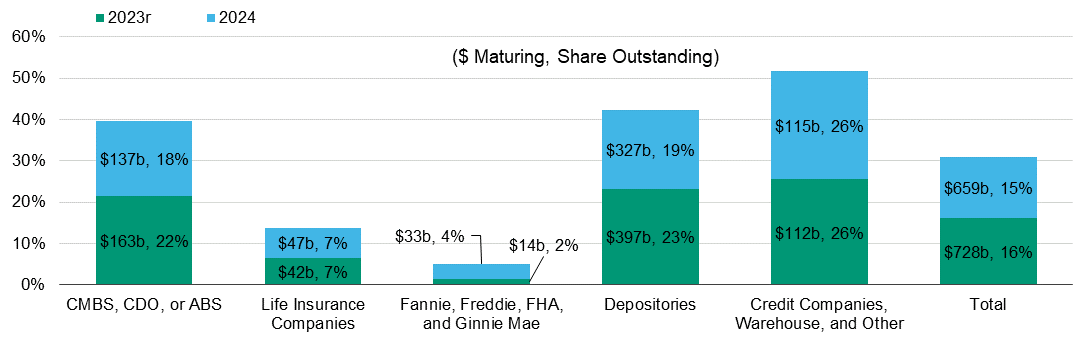 2023r 2024
($ Maturing, Share Outstanding)
60%
50%
40%
30%
20%
10%
0%
$137b, 18%
$163b, 22%
$47b, 7%
$42b, 7%
$33b, 4%
$14b, 2%
$327b, 19%
$397b, 23%
$115b, 26%
$112b, 26%
$659b, 15%
$728b, 16%
CMBS, CDO, or ABS
Life Insurance
Companies
Fannie, Freddie, FHA,
and Ginnie Mae
Depositories
Credit Companies,
Warehouse, and Other
Total